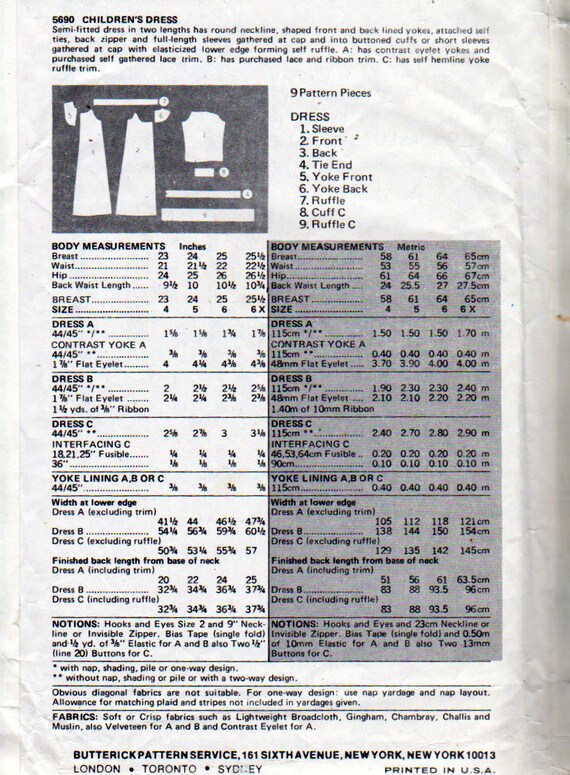 5690 CHILDREN'S DRESS
Semi-fitted dress in two lengths has round neckline, shaped front and back lined yokes, attached self
ties, back zipper and full-length sleeves gathered at cap and into buttoned cuffs or short sleeves
gathered at cap with elasticized lower edge forming self ruffle. A: has contrast eyelet yokes and
purchased self gathered lace trim. B: has purchased lace and ribbon trim. C: has self hemline yoke
ruffle trim.
9 Pattern Pieces
DRESS
1. Sleeve
2. Front
3. Back
4. Tie End
5. Yoke Front
6. Yoke Back
7. Ruffle
8. Cuff C
9. Ruffle C
BODY MEASUREMENTS Inches
Breast 23 24 25 25½
Waist 21 21½ 22 22½
Hip 24 25 26 26½
Back Waist Length 9½ 10 10½ 10¾
BREAST 23 24 25 25½
SIZE 4 5 6 6X
DRESS A
44/45" */** 1⅝ 1⅝ 1¾ 1⅞
CONTRAST YOKE A
44/45" ** ⅜ ⅜ ⅜ ⅜
1⅞" Flat Eyelet 4 4¼ 4⅜ 4⅜
DRESS B
44/45" */** 2 2½ 2½ 2⅝
1⅞" Flat Eyelet 2¼ 2¼ 2⅜ 2⅜
1½ yds. of ⅜" Ribbon
DRESS C
44/45" ** 2⅝ 2⅞ 3 3⅛
INTERFACING C
18,21,25" Fusible ¼ ¼ ¼ ¼
36" ⅛ ⅛ ⅛ ⅛
YOKE LINING A,B OR C
44/45" ⅜ ⅜ ⅜ ⅜
Width at lower edge
Dress A (excluding trim)
41½ 44 46½ 47¾
Dress B 54¼ 56¾ 59¾ 60½
Dress C (excluding ruffle)
50¾ 53¼ 55¾ 57
Finished back length from base of neck
Dress A (including trim)
20 22 24 25
Dress B 32¾ 34¾ 36¾ 37¾
Dress C (including ruffle)
32¾ 34¾ 36¾ 37¾
NOTIONS: Hooks and Eyes Size 2 and 9" Neck-
line or Invisible Zipper. Bias Tape (single fold)
and ½ yd. of ⅜" Elastic for A and B also Two ½"
(line 20) Buttons for C.
BODY MEASUREMENTS Metric
Breast 58 61 64 65cm
Waist 53 55 56 57cm
Hip 61 64 66 67cm
Back Waist Length 24 25.5 27 27.5cm
BREAST 58 61 64 65cm
SIZE 4 5 6 6 X
DRESS A
115cm */** 1.50 1.50 1.50 1.70 m
CONTRAST YOKE A
115cm ** 0.40 0.40 0.40 0.40 m
48mm Flat Eyelet 3.70 3.90 4.00 4.00 m
DRESS B
115cm */** 1.90 2.30 2.30 2.40 m
48mm Flat Eyelet 2.10 2.10 2.20 2.20 m
1.40m of 10mm Ribbon
DRESS C
115cm ** 2.40 2.70 2.80 2.90 m
INTERFACING C
46,53,64cm Fusible 0.20 0.20 0.20 0.20 m
90cm 0.10 0.10 0.10 0.10 m
YOKE LINING A,B OR C
115cm 0.40 0.40 0.40 0.40 m
Width at lower edge
Dress A (excluding trim)
105 112 118 121cm
Dress B 138 144 150 154cm
Dress C (excluding ruffle)
129 135 142 145cm
Finished back length from base of neck
Dress A (including trim)
51 56 61 63.5cm
Dress B 83 88 93.5 96cm
Dress C (including ruffle)
83 88 93.5 96cm
NOTIONS: Hooks and Eyes and 23cm Neckline or
Invisible Zipper. Bias Tape (single fold) and 0.50m
of 10mm Elastic for A and B also Two 13mm
Buttons for C.
* with nap, shading, pile or one-way design.
** without nap, shading or pile or with a two-way design.
Obvious diagonal fabrics are not suitable. For one-way design: use nap yardage and nap layout.
Allowance for matching plaid and stripes not included in yardages given.
FABRICS: Soft or Crisp fabrics such as Lightweight Broadcloth, Gingham, Chambray, Challis and
Muslin, also Velveteen for A and B and Contrast Eyelet for A.
BUTTERICK PATTERN SERVICE, 161 SIXTH AVENUE, NEW YORK, NEW YORK 10013
LONDON • TORONTO • SYDNEY
PRINTED IN U.S.A.